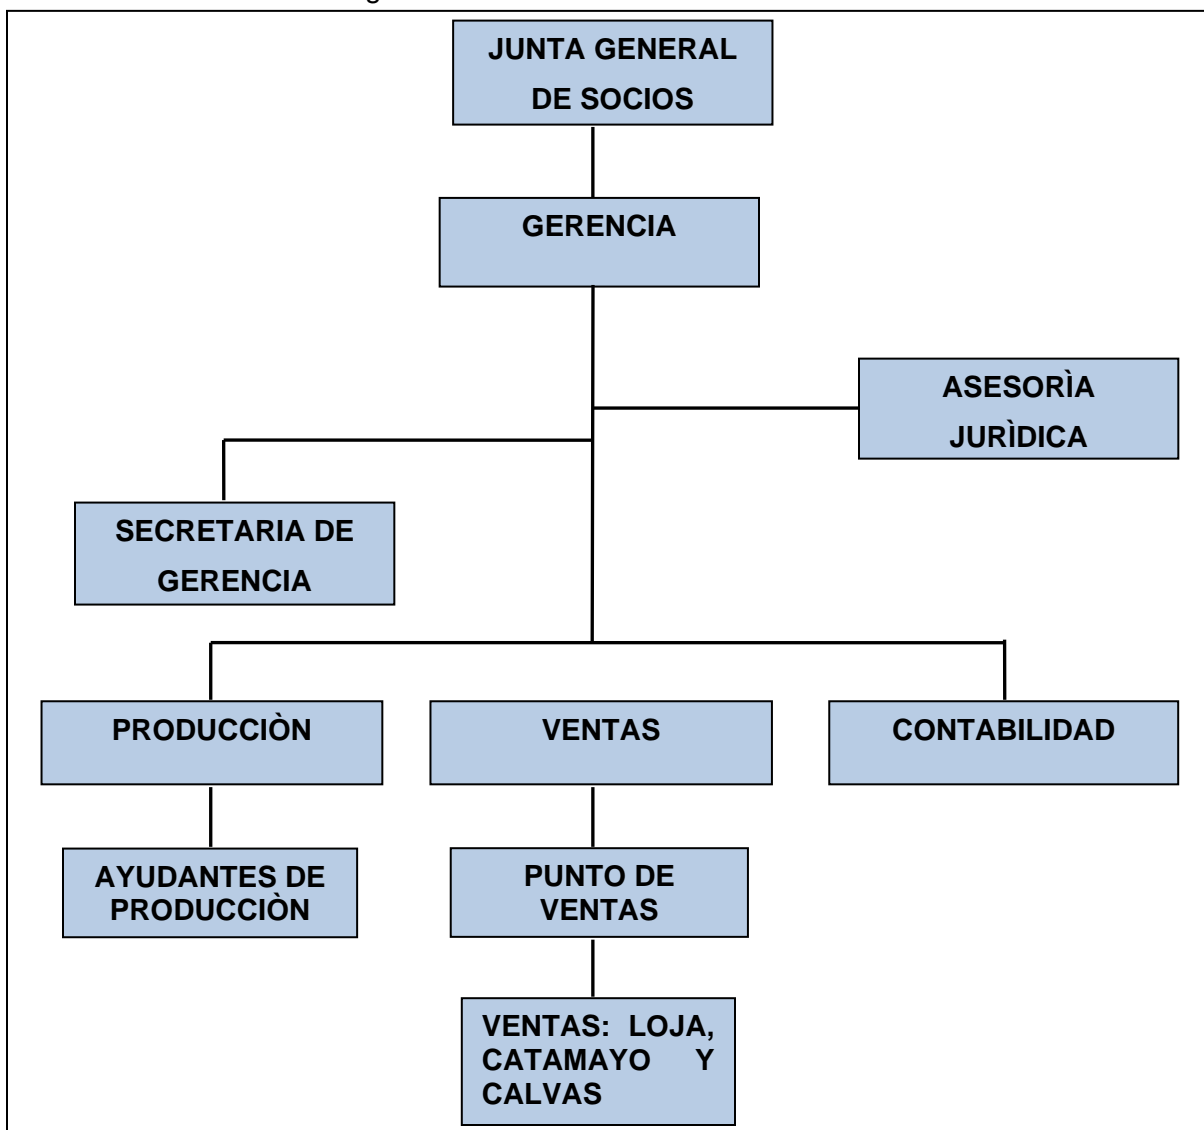 JUNTA GENERAL
DE SOCIOS
GERENCIA
ASESORÌA
JURÌDICA
SECRETARIA DE
GERENCIA
PRODUCCIÒN
VENTAS
CONTABILIDAD
AYUDANTES DE
PRODUCCIÒN
PUNTO DE
VENTAS
VENTAS: LOJA,
CATAMAYO Y
CALVAS